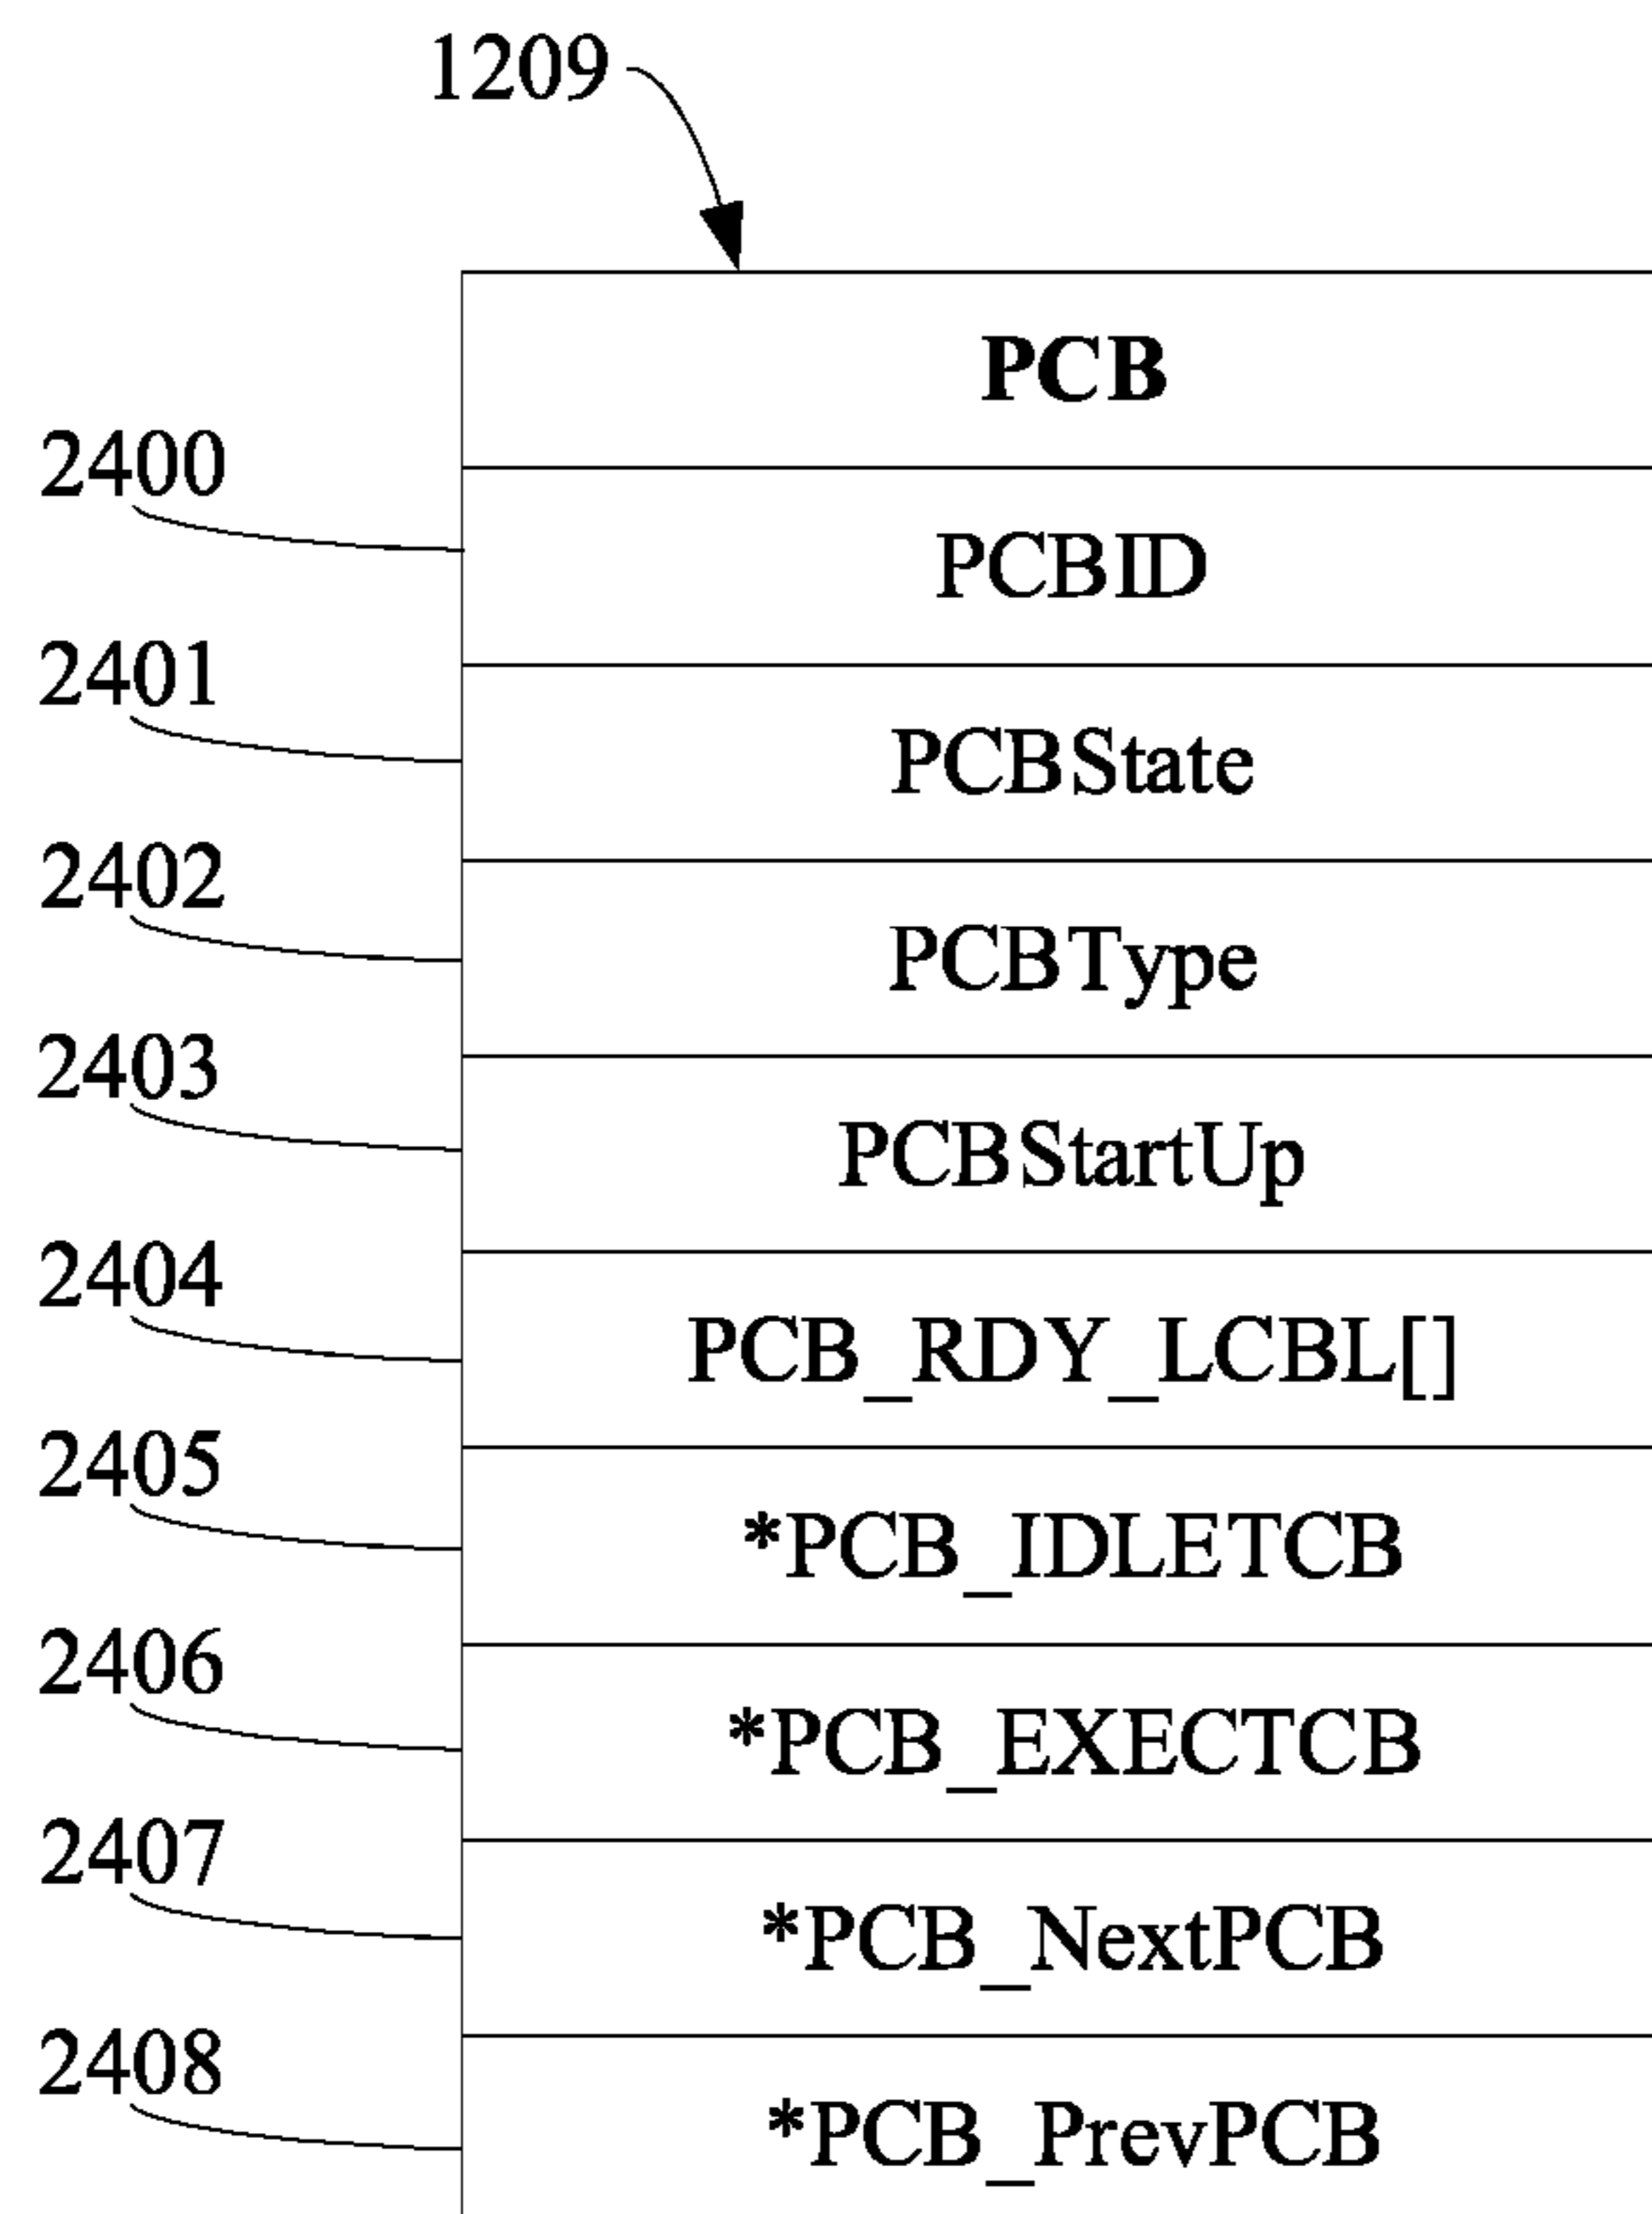 1209
PCB
2400
PCBID
2401
PCBState
2402
PCBType
2403
PCBStartUp
2404
PCB_RDY_LCBL[]
2405
*PCB_IDLETCB
2406
*PCB_EXECTCB
2407
*PCB_NextPCB
2408
*PCB_PrevPCB